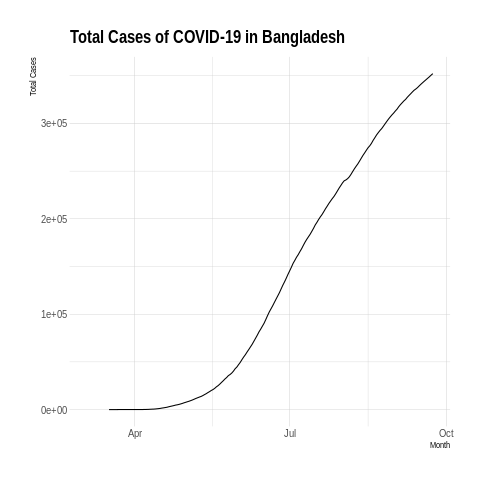 Total Cases of COVID-19 in Bangladesh
Total Cases
3e+05
2e+05
1e+05
0e+00
Apr Jul Oct
Month